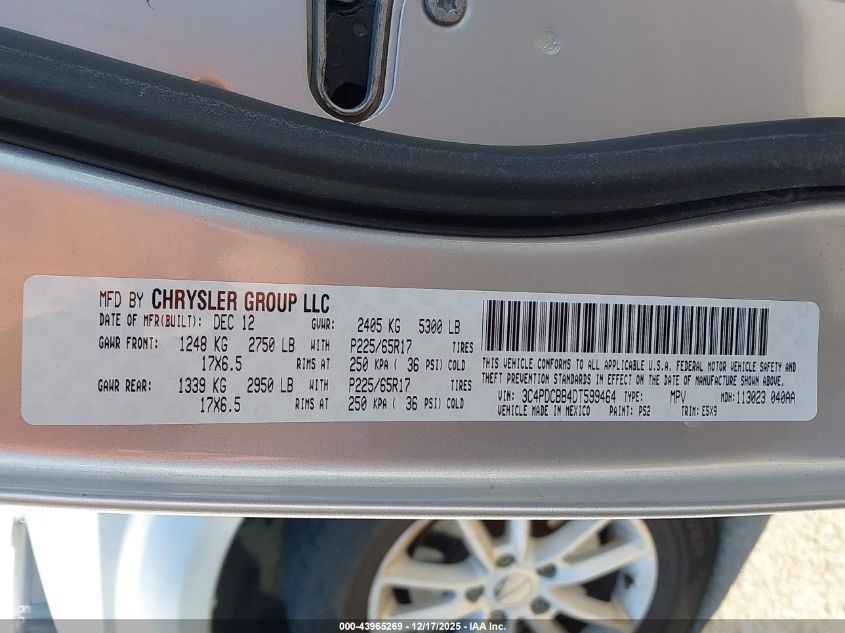 MFD BY CHRYSLER GROUP LLC
DATE OF MFR(BUILT): DEC 12 GVWR: 2405 KG 5300 LB
GAWR FRONT: 1248 KG 2750 LB WITH P225/65R17 TIRES
17X6.5 RIMS AT 250 KPA ( 36 PSI) COLD
GAWR REAR: 1339 KG 2950 LB WITH P225/65R17 TIRES
17X6.5 RIMS AT 250 KPA ( 36 PSI) COLD
THIS VEHICLE CONFORMS TO ALL APPLICABLE U.S.A. FEDERAL MOTOR VEHICLE SAFETY AND
THEFT PREVENTION STANDARDS IN EFFECT ON THE DATE OF MANUFACTURE SHOWN ABOVE.
VIN: 3C4PDCBB4DT599464 TYPE: MPV MDH: 113023 040AA
VEHICLE MADE IN MEXICO PAINT: PS2 TRIM: E5X9
000-43965269 - 12/17/2025 - IAA Inc.